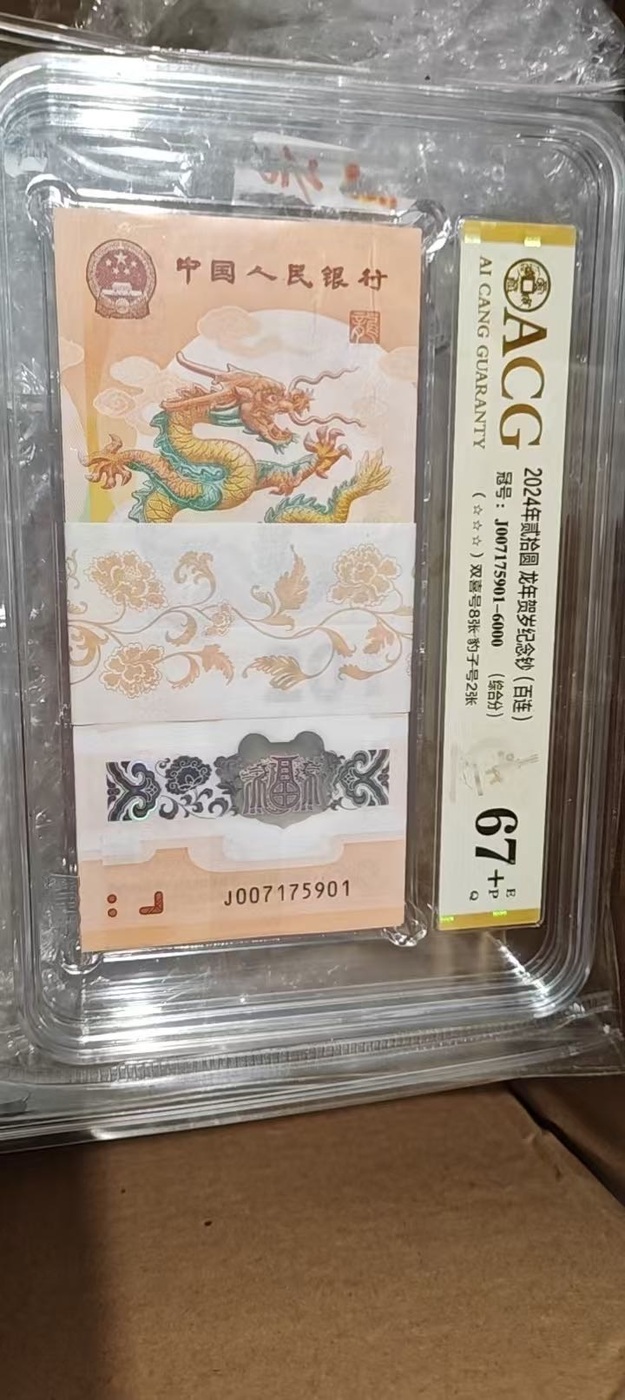 中国人民银行
龍
福
J007175901
ACG
AI CANG GUARANTY
2024年贰拾圆 龙年贺岁纪念钞（百连）
冠号：J007175901-6000 （综合分）
（☆☆☆）双喜号8张 豹子号2张
67+
E
P
Q